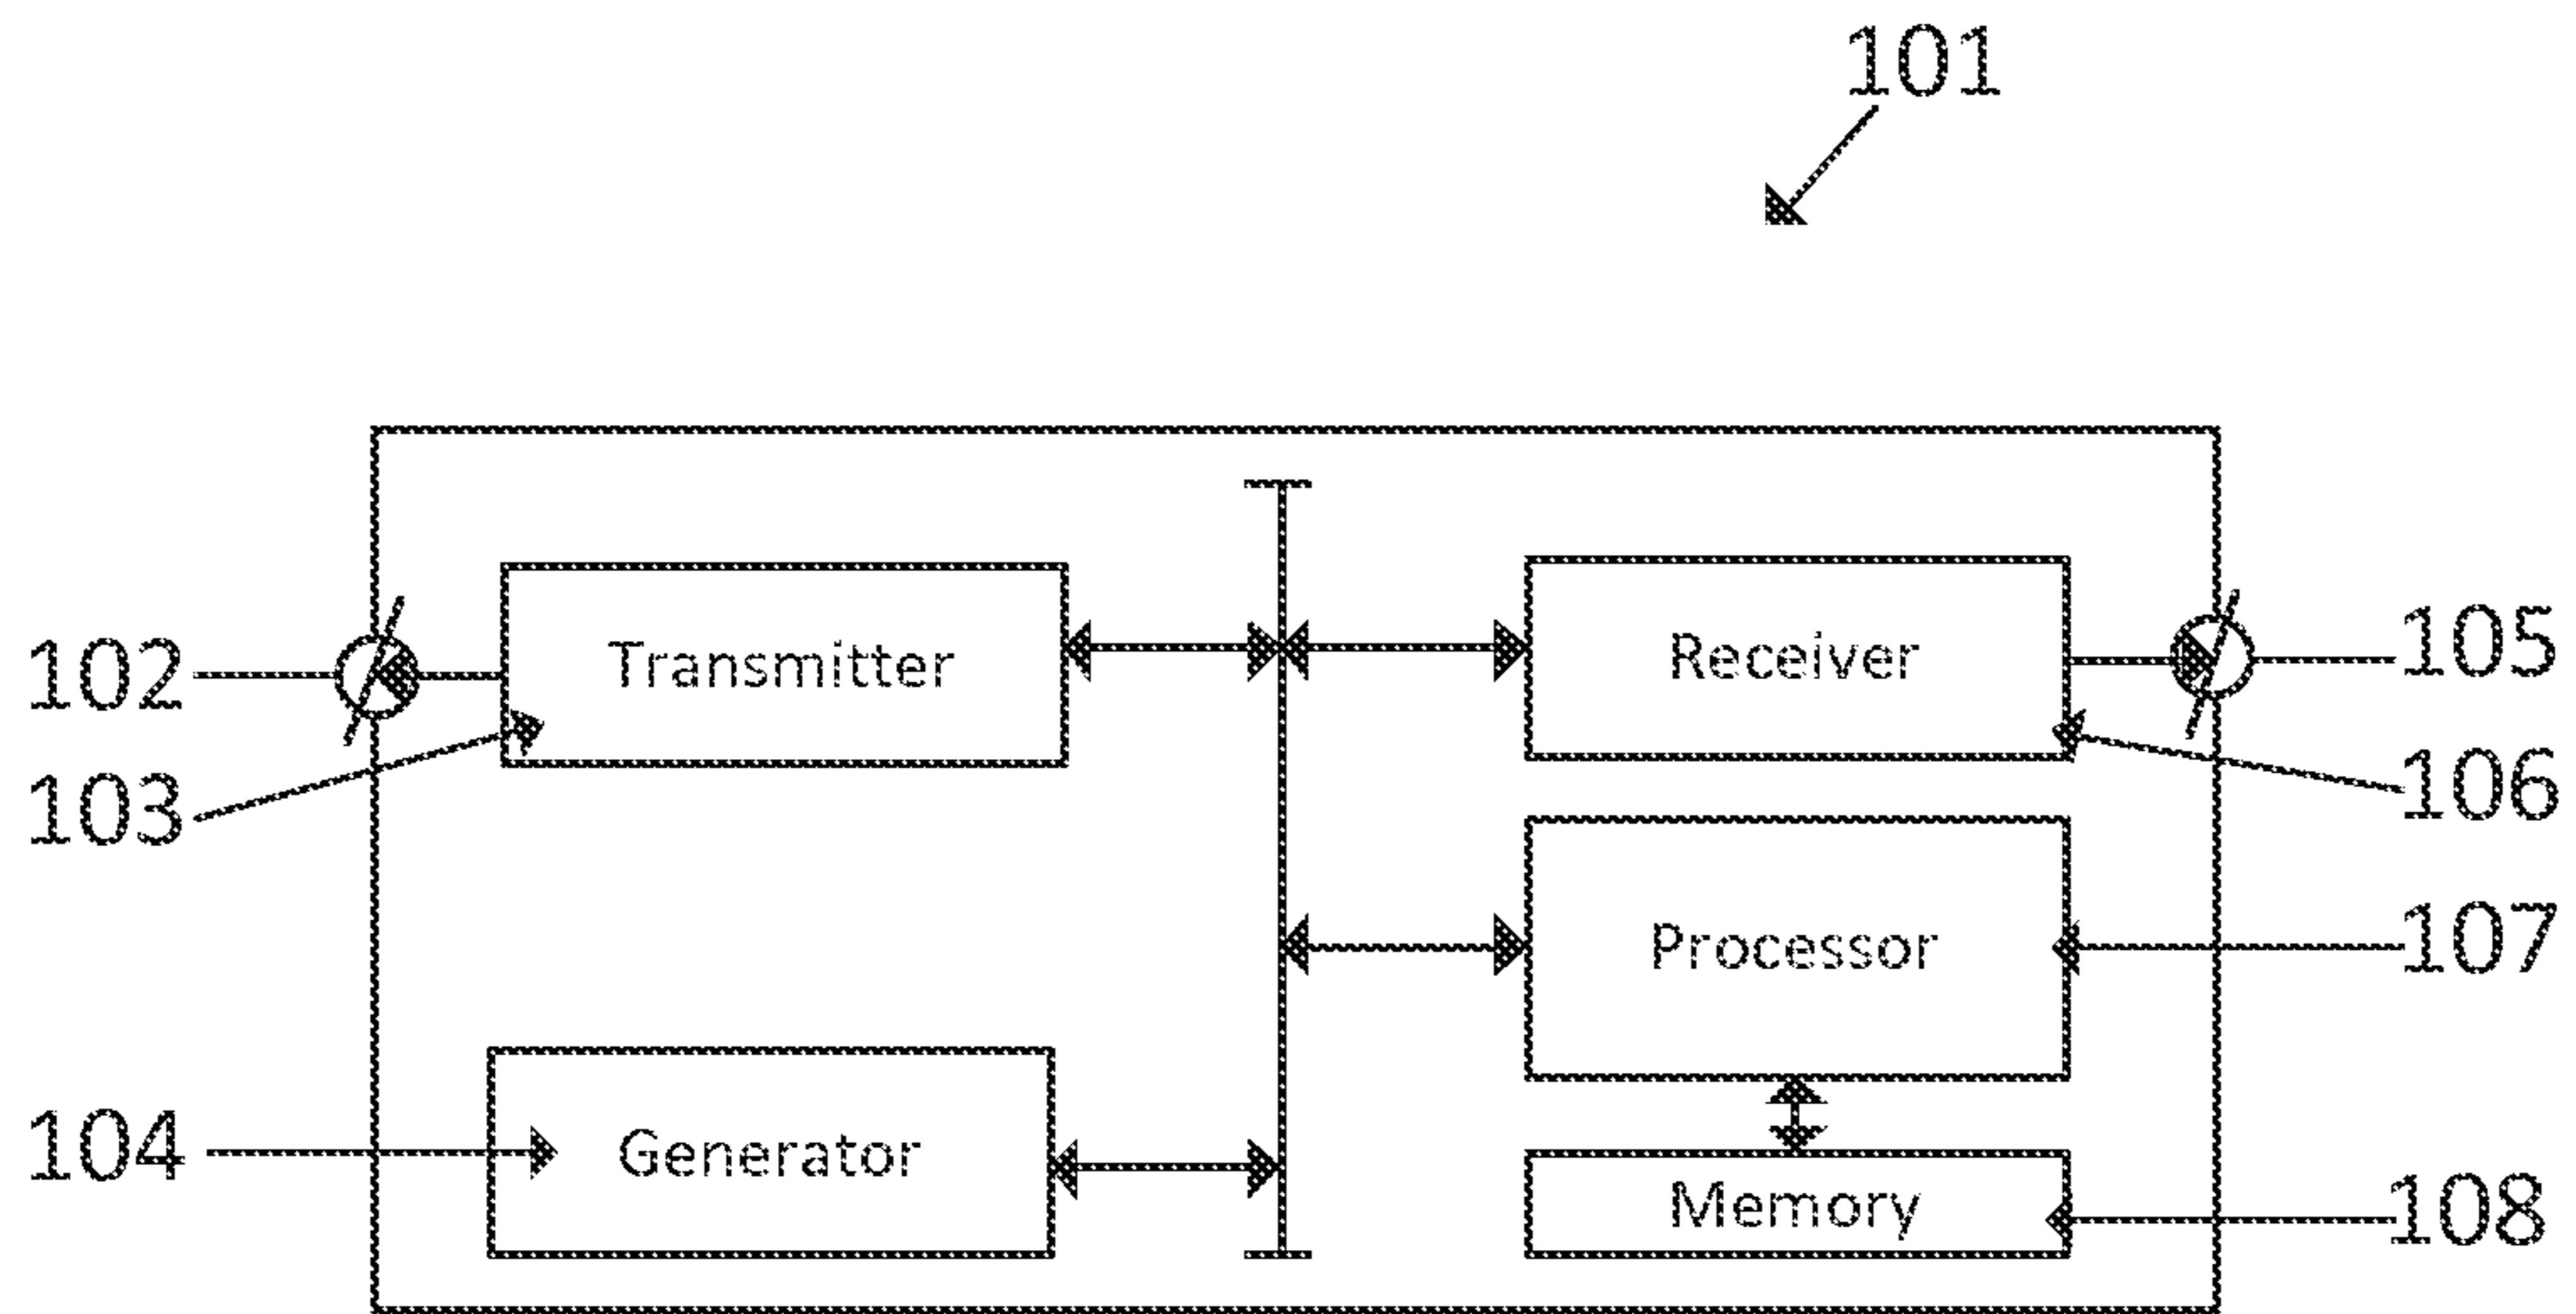 101
Transmitter
Receiver
102
105
103
106
Processor
107
104
Generator
Memory
108